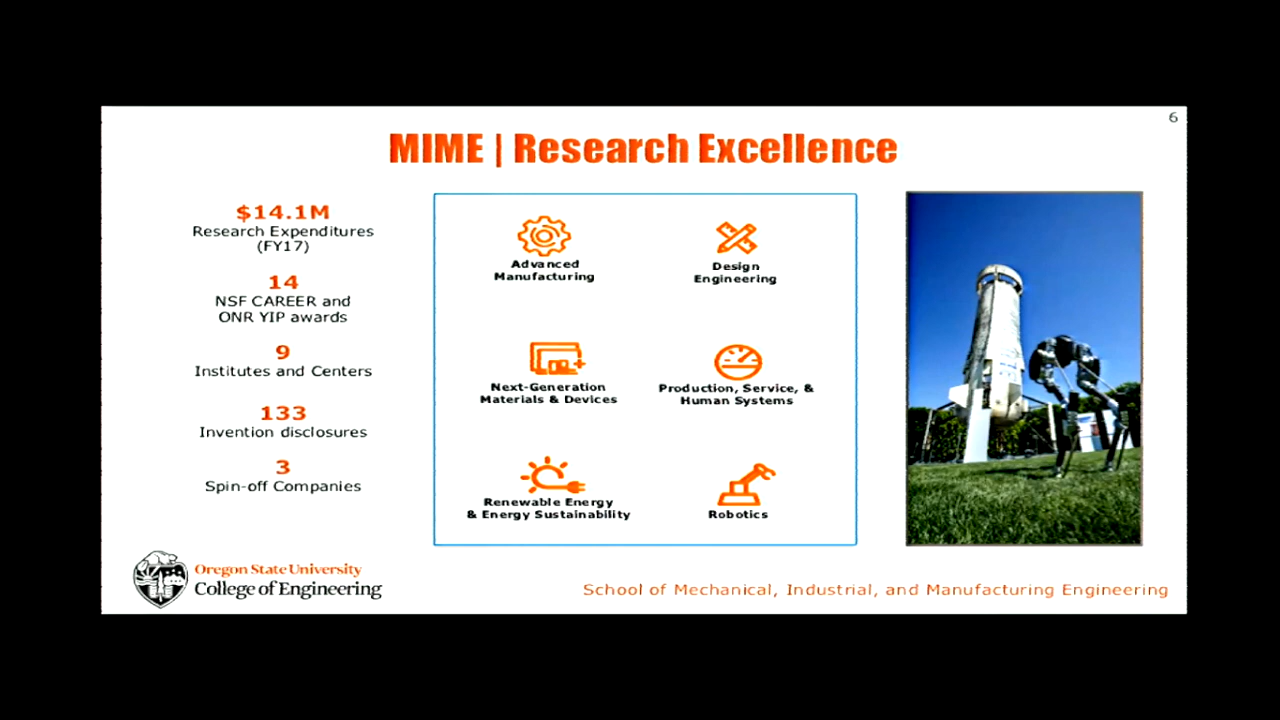 6
MIME | Research Excellence
$14.1M
Research Expenditures
(FY17)
14
NSF CAREER and
ONR YIP awards
9
Institutes and Centers
133
Invention disclosures
3
Spin-off Companies
Advanced
Manufacturing
Design
Engineering
Next-Generation
Materials & Devices
Production, Service, &
Human Systems
Renewable Energy
& Energy Sustainability
Robotics
Oregon State University
College of Engineering
School of Mechanical, Industrial, and Manufacturing Engineering